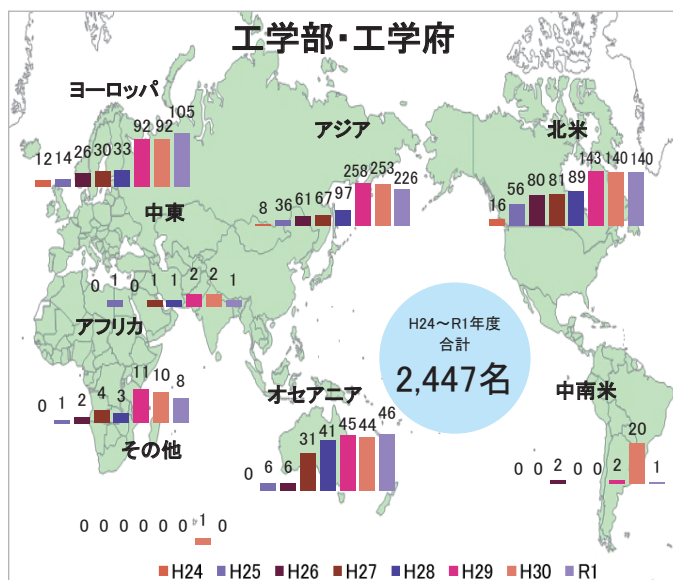 工学部・工学府
ヨーロッパ
12 14 26 30 33 92 92 105
アジア
8 36 61 67 97 258 253 226
北米
16 56 80 81 89 143 140 140
中東
0 1 0 1 1 2 2 1
アフリカ
0 1 2 4 3 11 10 8
H24～R1年度
合計
2,447名
オセアニア
0 6 6 31 41 45 44 46
中南米
0 0 2 0 0 2 20 1
その他
0 0 0 0 0 0 1 0
H24 H25 H26 H27 H28 H29 H30 R1